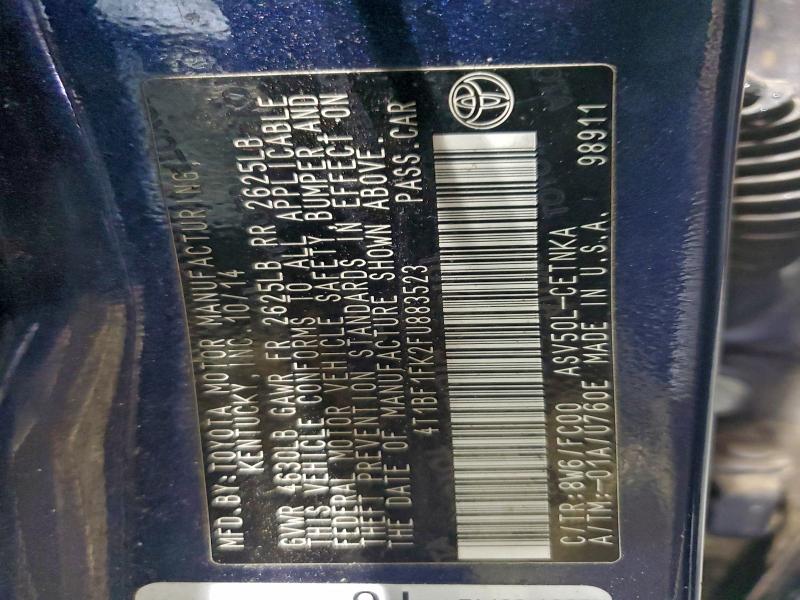 MFD.BY:TOYOTA MOTOR MANUFACTURING,
KENTUCKY INC. 10/14
GWR 4630LB GAWR FR 2625LB RR 2625LB
THIS VEHICLE CONFORMS TO ALL APPLICABLE
FEDERAL MOTOR VEHICLE SAFETY, BUMPER, AND
THEFT PREVENTION STANDARDS IN EFFECT ON
THE DATE OF MANUFACTURE SHOWN ABOVE.
4T1BF1FK2FU883523 PASS.CAR
C/TR:8W6/FC00 ASV50L-CETNKA
A/TM:-01A/U760E MADE IN U.S.A. 98911